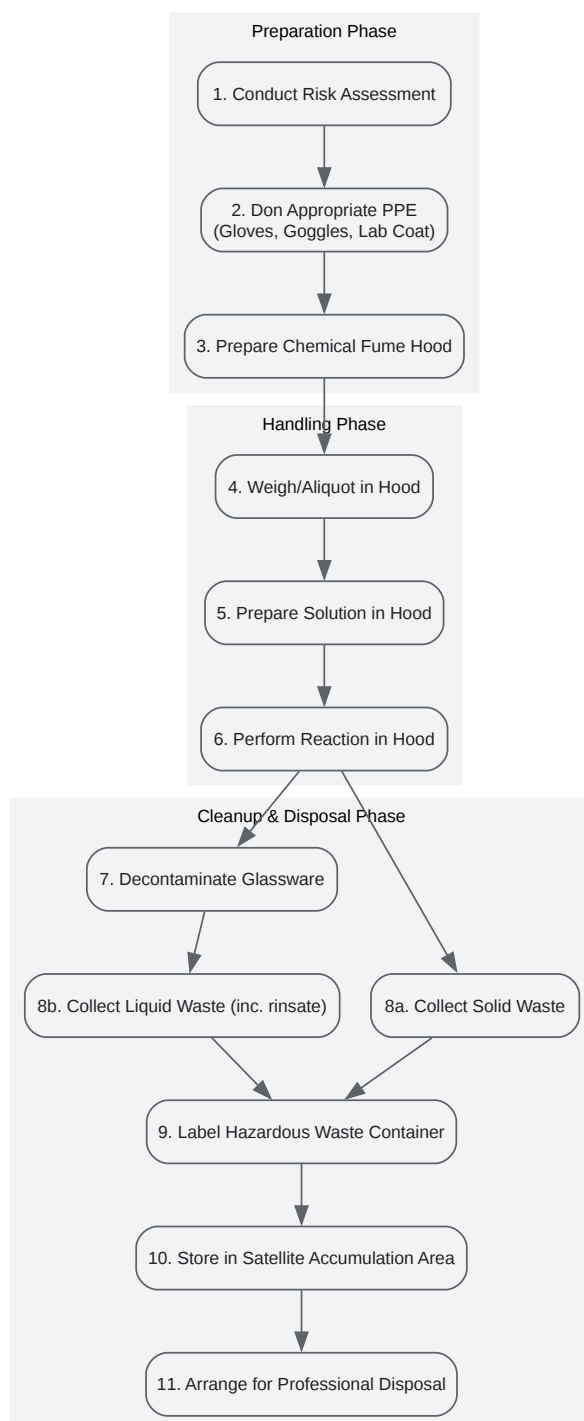 Preparation Phase
1. Conduct Risk Assessment
2. Don Appropriate PPE
(Gloves, Goggles, Lab Coat)
3. Prepare Chemical Fume Hood
Handling Phase
4. Weigh/Aliquot in Hood
5. Prepare Solution in Hood
6. Perform Reaction in Hood
Cleanup & Disposal Phase
7. Decontaminate Glassware
8b. Collect Liquid Waste (inc. rinsate)
8a. Collect Solid Waste
9. Label Hazardous Waste Container
10. Store in Satellite Accumulation Area
11. Arrange for Professional Disposal